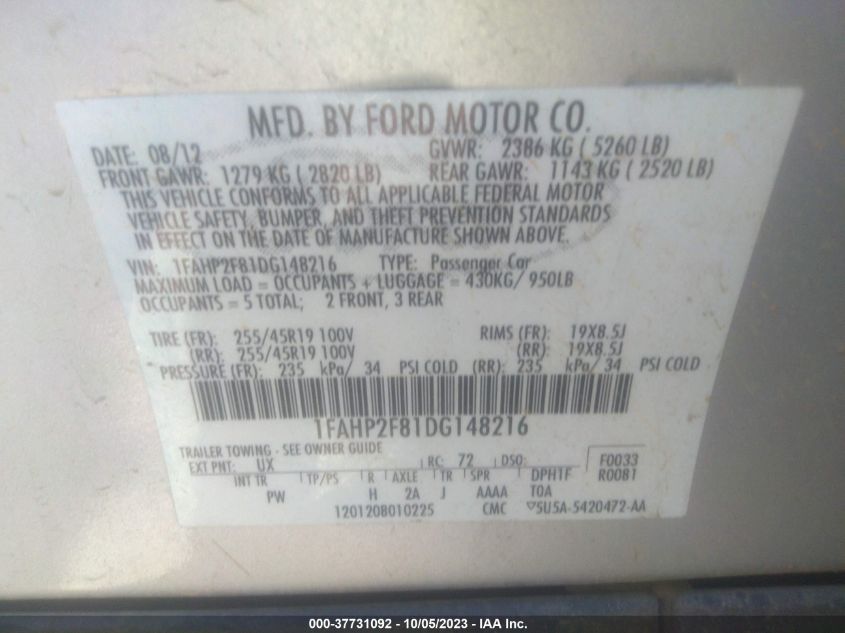 MFD. BY FORD MOTOR CO.
DATE: 08/12 GVWR: 2386 KG ( 5260 LB)
FRONT GAWR: 1279 KG ( 2820 LB) REAR GAWR: 1143 KG ( 2520 LB)
THIS VEHICLE CONFORMS TO ALL APPLICABLE FEDERAL MOTOR
VEHICLE SAFETY, BUMPER, AND THEFT PREVENTION STANDARDS
IN EFFECT ON THE DATE OF MANUFACTURE SHOWN ABOVE.
VIN: 1FAHP2F81DG148216 TYPE: Passenger Car
MAXIMUM LOAD = OCCUPANTS + LUGGAGE = 430KG/ 950LB
OCCUPANTS = 5 TOTAL; 2 FRONT, 3 REAR
TIRE (FR): 255/45R19 100V RIMS (FR): 19X8.5J
(RR): 255/45R19 100V (RR): 19X8.5J
PRESSURE (FR): 235 kPa/ 34 PSI COLD (RR): 235 kPa/ 34 PSI COLD
1FAHP2F81DG148216
TRAILER TOWING - SEE OWNER GUIDE
EXT PNT: UX RC: 72 DSO: F0033
INT TR TP/PS R AXLE TR SPR DPHTF R0081
PW H 2A J AAAA T0A
1201208010225 CMC ▽5U5A-5420472-AA
000-37731092 - 10/05/2023 - IAA Inc.